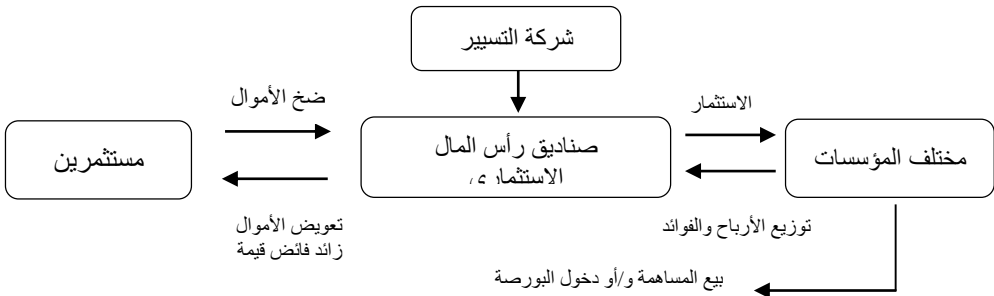 شركة التسيير
ضخ الأموال
الاستثمار
مستثمرين
صناديق رأس المال
الاستثماري
مختلف المؤسسات
تعويض الأموال
زائد فائض قيمة
توزيع الأرباح والفوائد
بيع المساهمة و/أو دخول البورصة